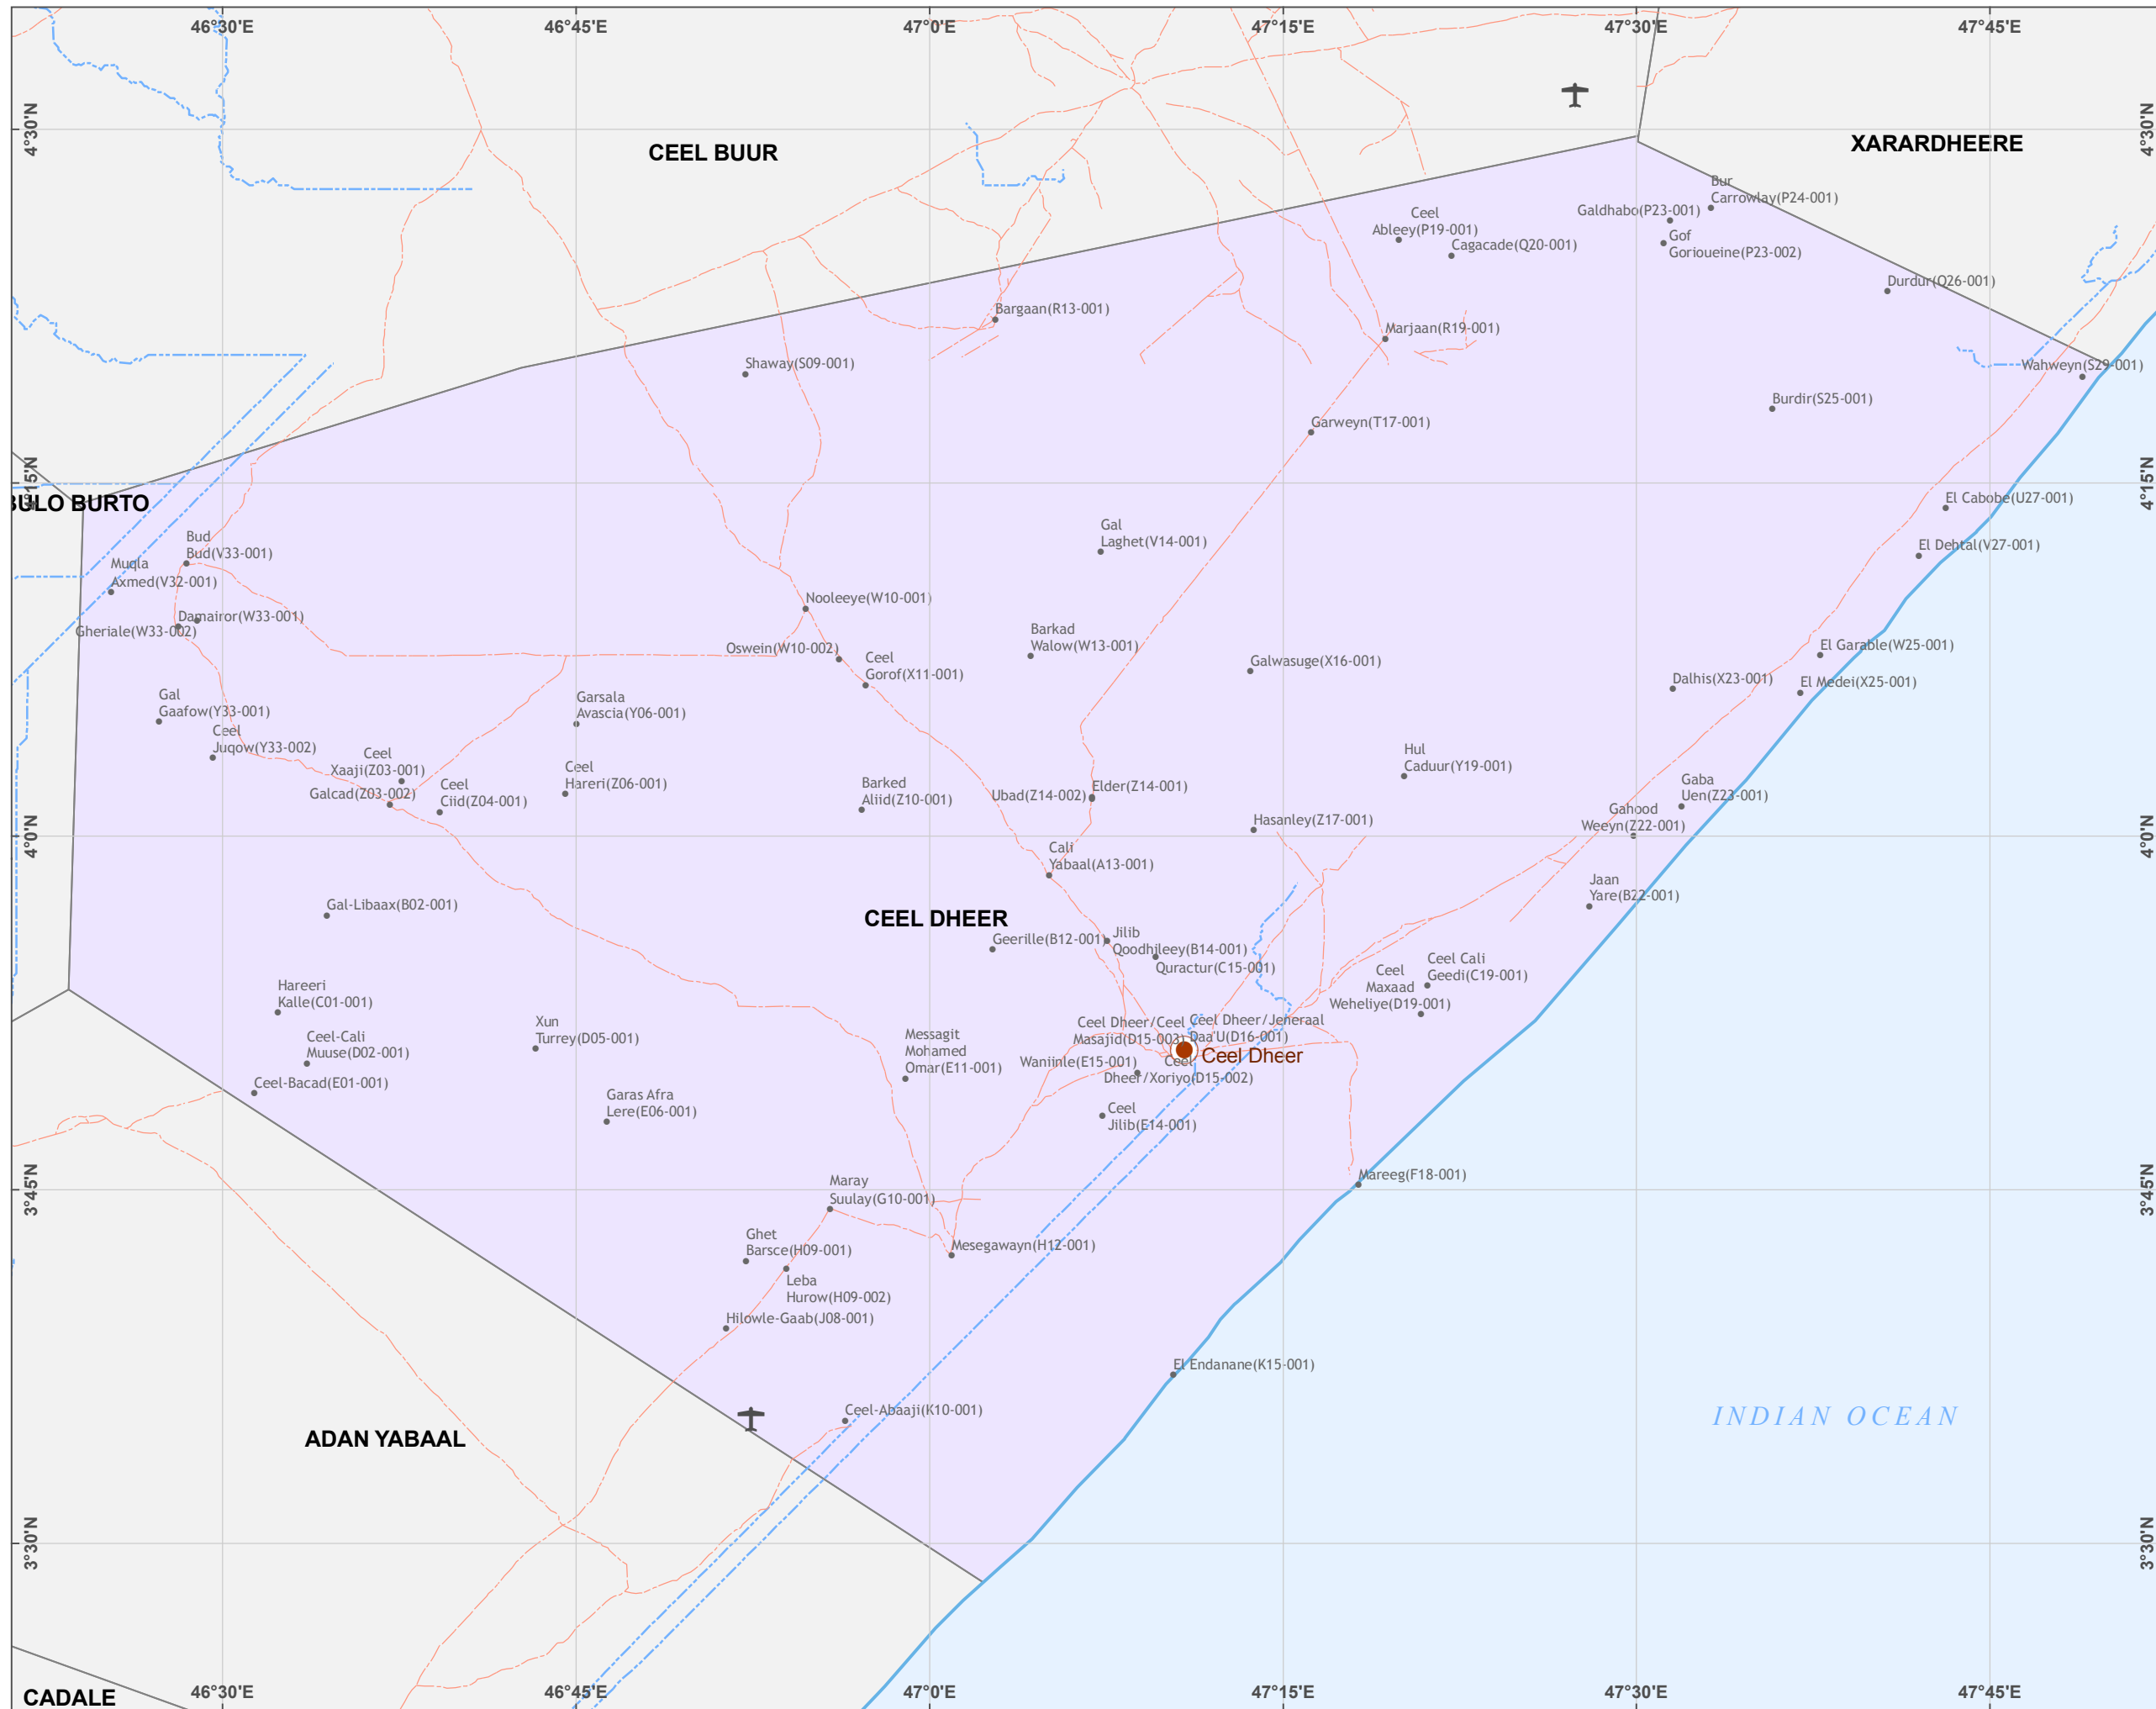 46°30'E
46°45'E
47°0'E
47°15'E
47°30'E
47°45'E
4°30'N
4°30'N
CEEL BUUR
XARARDHEERE
Bur
Carrowlay(P24-001)
Galdhabo(P23-001)
Gof
Gorioueine(P23-002)
Ceel
Ableey(P19-001)
Cagacade(Q20-001)
Durdur(Q26-001)
Bargaan(R13-001)
Marjaan(R19-001)
Shaway(S09-001)
Wahweyn(S29-001)
Burdir(S25-001)
Garweyn(T17-001)
4°15'N
4°15'N
BULO BURTO
El Cabobe(U27-001)
Gal
Laghet(V14-001)
Bud
Bud(V33-001)
El Dehtal(V27-001)
Muqla
Axmed(V32-001)
Nooleeye(W10-001)
Damairor(W33-001)
Gheriale(W33-002)
Barkad
Walow(W13-001)
Oswein(W10-002)
El Garable(W25-001)
Ceel
Gorof(X11-001)
Galwasuge(X16-001)
Dalhis(X23-001)
El Medei(X25-001)
Gal
Gaafow(Y33-001)
Garsala
Avascia(Y06-001)
Ceel
Juqow(Y33-002)
Hul
Caduur(Y19-001)
Ceel
Xaaji(Z03-001)
Galcad(Z03-002)
Ceel
Ciid(Z04-001)
Ceel
Hareri(Z06-001)
Barked
Aliid(Z10-001)
Ubad(Z14-002)
Elder(Z14-001)
Gaba
Uen(Z23-001)
Hasanley(Z17-001)
Gahood
Weeyn(Z22-001)
4°0'N
4°0'N
Cali
Yabaal(A13-001)
Jaan
Yare(B22-001)
Gal-Libaax(B02-001)
CEEL DHEER
Geerille(B12-001)
Jilib
Qoodhileey(B14-001)
Quractur(C15-001)
Ceel Cali
Geedi(C19-001)
Ceel
Maxaad
Weheliye(D19-001)
Hareeri
Kalle(C01-001)
Xun
Turrey(D05-001)
Ceel-Cali
Muuse(D02-001)
Messagit
Mohamed
Omar(E11-001)
Ceel Dheer/Ceel
Masajid(D15-003)
Ceel Dheer/Jeneraal
Daa'U(D16-001)
Ceel Dheer
Waniinle(E15-001)
Ceel
Dheer/Xoriyo(D15-002)
Ceel-Bacad(E01-001)
Garas Afra
Lere(E06-001)
Ceel
Jilib(E14-001)
3°45'N
3°45'N
Mareeg(F18-001)
Maray
Suulay(G10-001)
Ghet
Barsce(H09-001)
Mesegawayn(H12-001)
Leba
Hurow(H09-002)
Hilowle-Gaab(J08-001)
El Endanane(K15-001)
Ceel-Abaaji(K10-001)
INDIAN OCEAN
ADAN YABAAL
3°30'N
3°30'N
CADALE
46°30'E
46°45'E
47°0'E
47°15'E
47°30'E
47°45'E